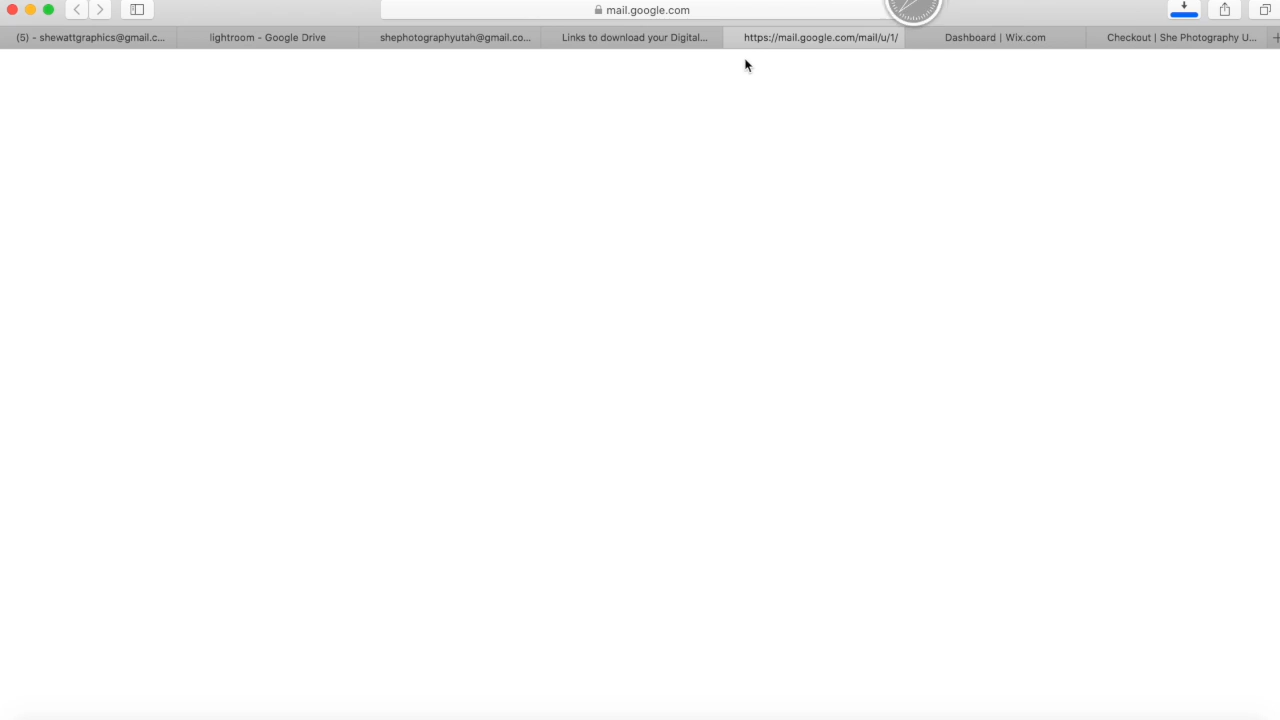 mail.google.com
(5) - shewattgraphics@gmail.c...
lightroom - Google Drive
shephotographyutah@gmail.co...
Links to download your Digital...
https://mail.google.com/mail/u/1/
Dashboard | Wix.com
Checkout | She Photography U...